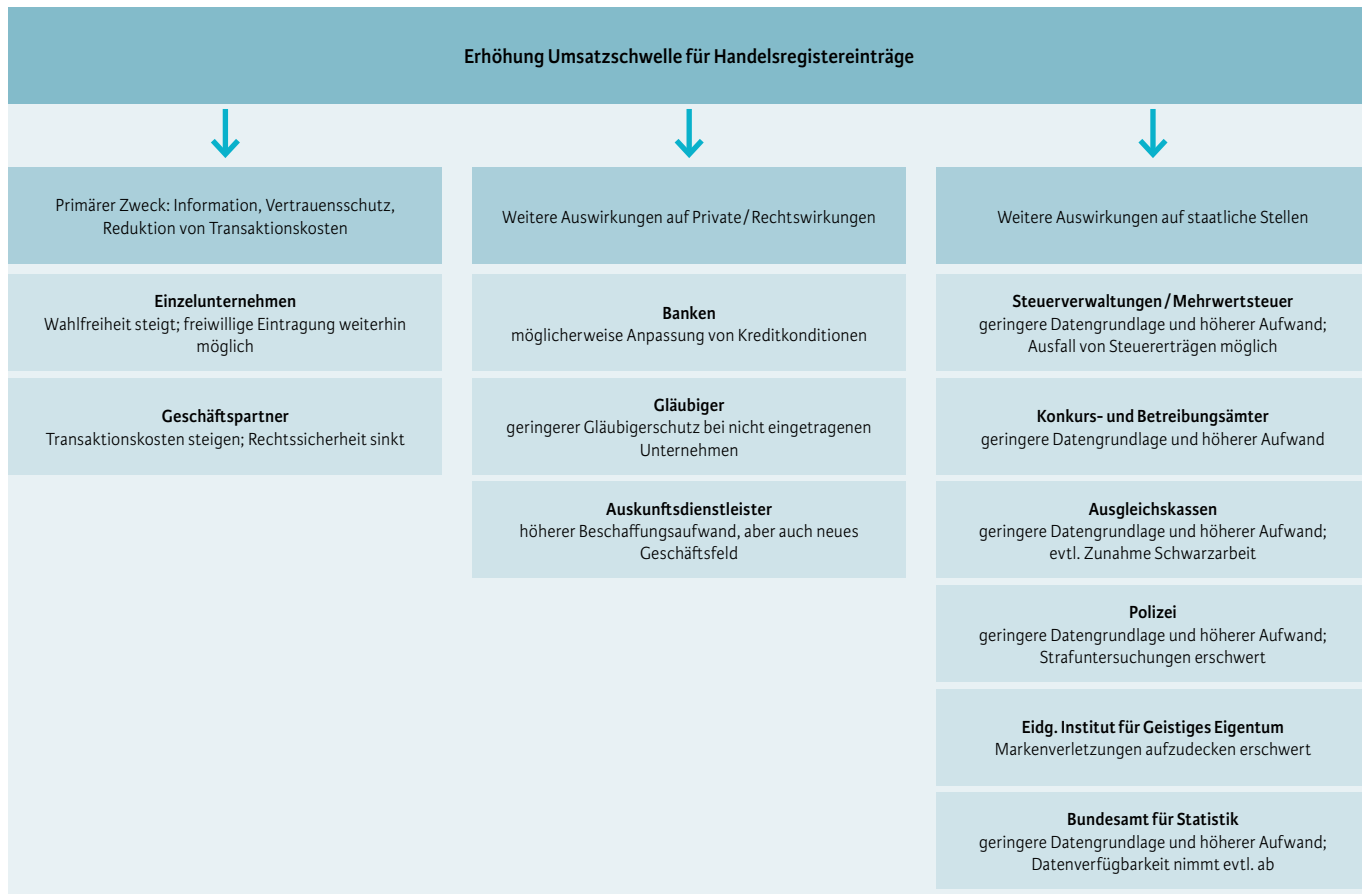 Erhöhung Umsatzschwelle für Handelsregistereinträge
Primärer Zweck: Information, Vertrauensschutz,
Reduktion von Transaktionskosten
Einzelunternehmen
Wahlfreiheit steigt; freiwillige Eintragung weiterhin
möglich
Geschäftspartner
Transaktionskosten steigen; Rechtssicherheit sinkt
Weitere Auswirkungen auf Private/Rechtswirkungen
Banken
möglicherweise Anpassung von Kreditkonditionen
Gläubiger
geringerer Gläubigerschutz bei nicht eingetragenen
Unternehmen
Auskunftsdienstleister
höherer Beschaffungsaufwand, aber auch neues
Geschäftsfeld
Weitere Auswirkungen auf staatliche Stellen
Steuerverwaltungen/Mehrwertsteuer
geringere Datengrundlage und höherer Aufwand;
Ausfall von Steuererträgen möglich
Konkurs- und Betreibungsämter
geringere Datengrundlage und höherer Aufwand
Ausgleichskassen
geringere Datengrundlage und höherer Aufwand;
evtl. Zunahme Schwarzarbeit
Polizei
geringere Datengrundlage und höherer Aufwand;
Strafuntersuchungen erschwert
Eidg. Institut für Geistiges Eigentum
Markenverletzungen aufzudecken erschwert
Bundesamt für Statistik
geringere Datengrundlage und höherer Aufwand;
Datenverfügbarkeit nimmt evtl. ab